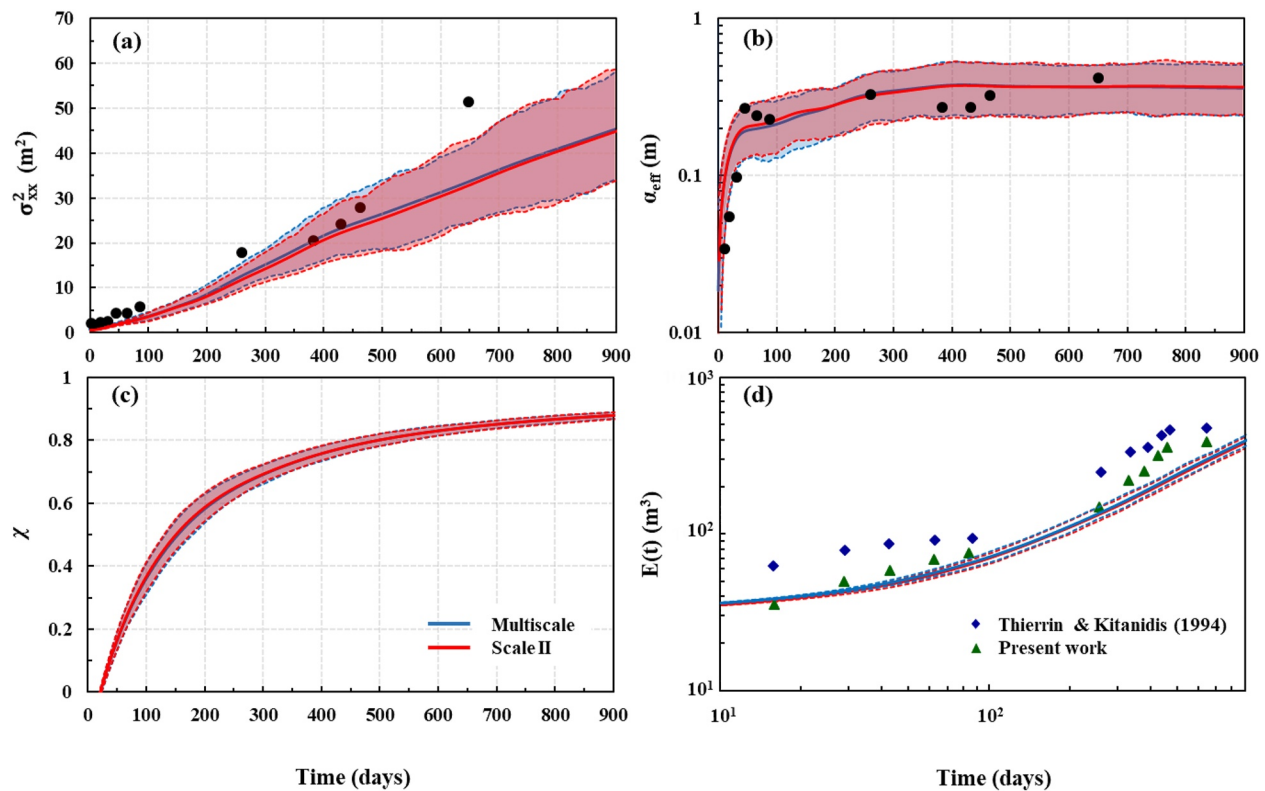 (a)
σ²xx (m²)
70
60
50
40
30
20
10
0
0 100 200 300 400 500 600 700 800 900
(b)
αeff (m)
1
0.1
0.01
0 100 200 300 400 500 600 700 800 900
(c)
χ
1
0.8
0.6
0.4
0.2
0
Multiscale
Scale II
0 100 200 300 400 500 600 700 800 900
Time (days)
(d)
E(t) (m³)
10³
10²
10¹
Thierrin & Kitanidis (1994)
Present work
10¹ 10²
Time (days)